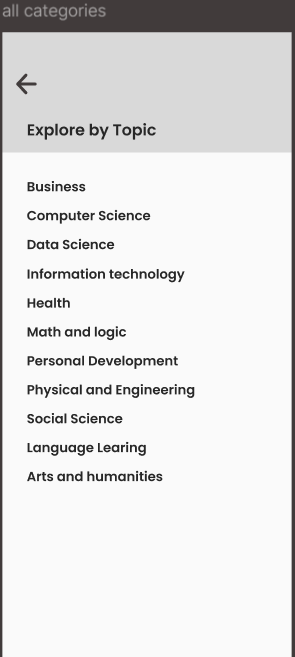 all categories
Explore by Topic
Business
Computer Science
Data Science
Information technology
Health
Math and logic
Personal Development
Physical and Engineering
Social Science
Language Learing
Arts and humanities